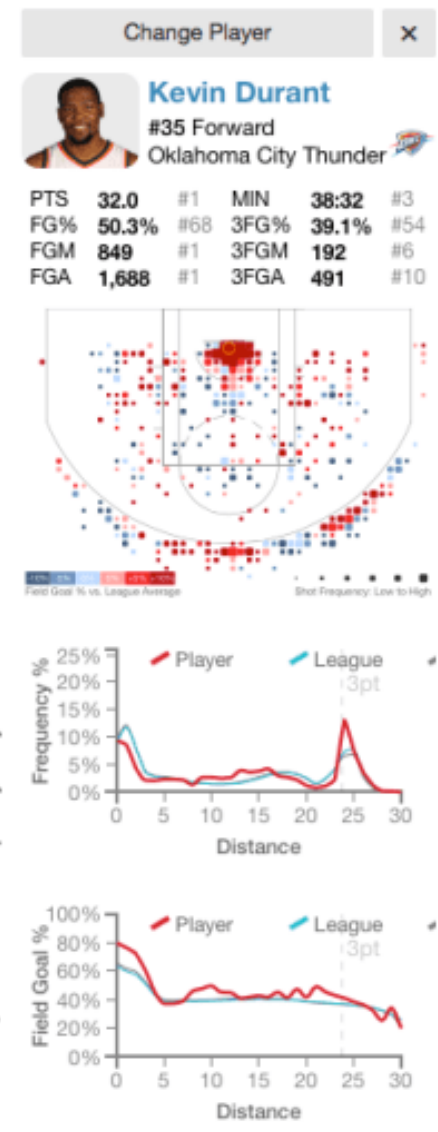 Change Player ×
Kevin Durant
#35 Forward
Oklahoma City Thunder
PTS 32.0 #1 MIN 38:32 #3
FG% 50.3% #68 3FG% 39.1% #54
FGM 849 #1 3FGM 192 #6
FGA 1,688 #1 3FGA 491 #10
Field Goal % vs. League Average
Shot Frequency: Low to High
Player League
3pt
Frequency %
25%
20%
15%
10%
5%
0%
0 5 10 15 20 25 30
Distance
Player League
3pt
Field Goal %
100%
80%
60%
40%
20%
0%
0 5 10 15 20 25 30
Distance